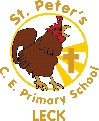 St. Peter's
C. E. Primary School
LECK